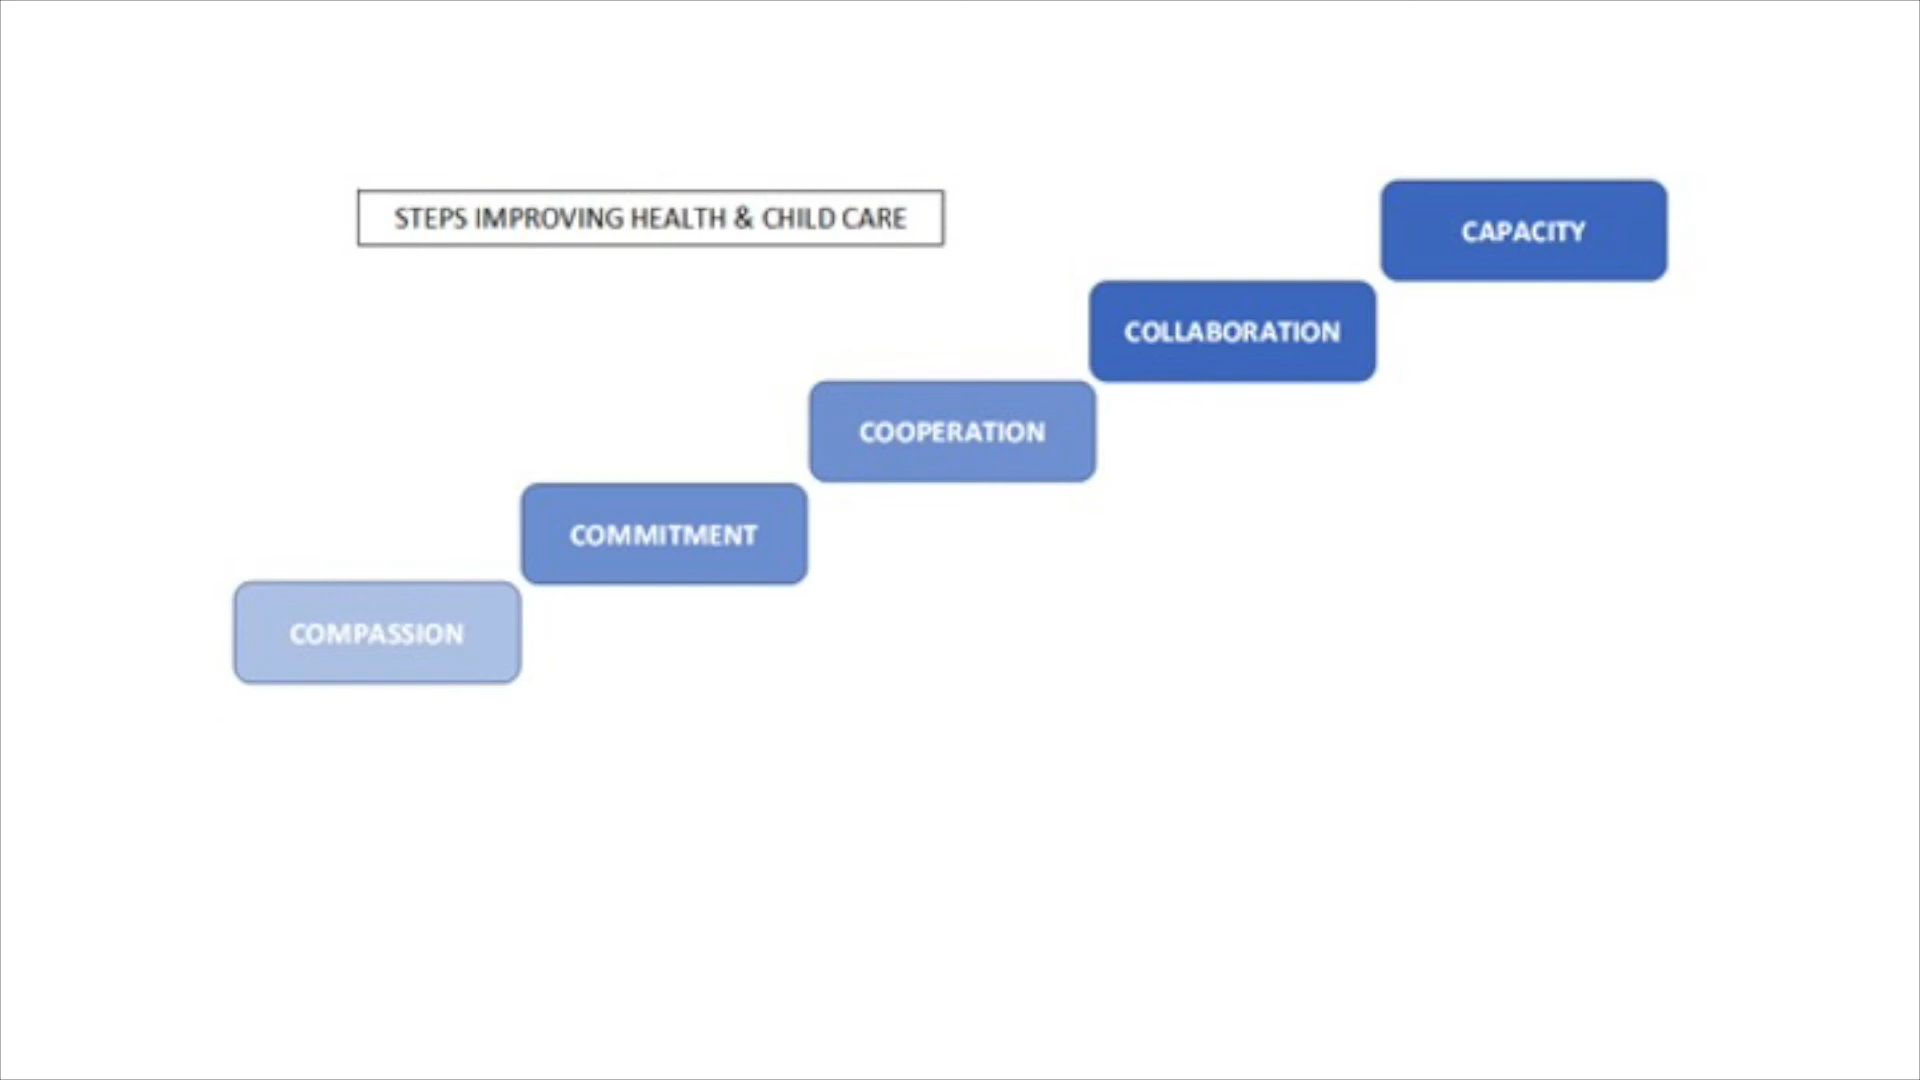 STEPS IMPROVING HEALTH & CHILD CARE
CAPACITY
COLLABORATION
COOPERATION
COMMITMENT
COMPASSION